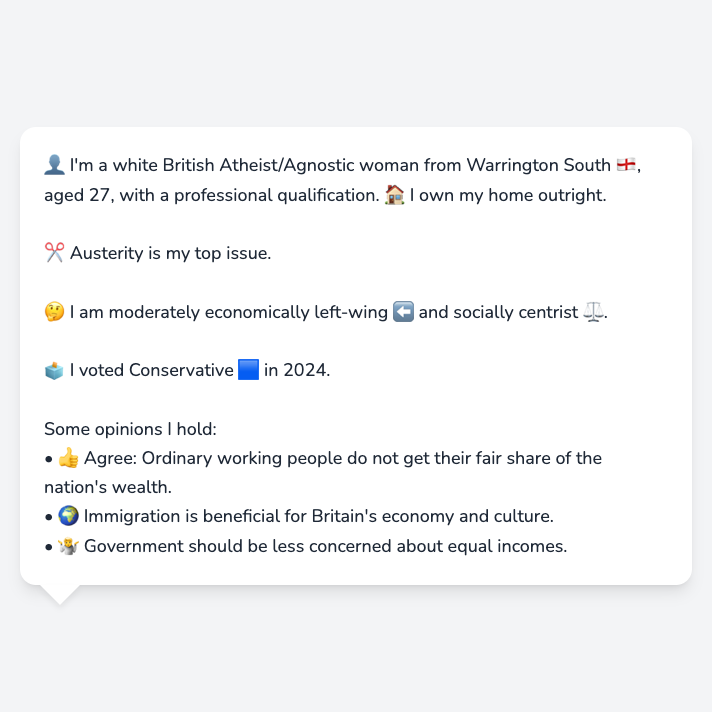 👤 I'm a white British Atheist/Agnostic woman from Warrington South 🏴󠁧󠁢󠁥󠁮󠁧󠁿,
aged 27, with a professional qualification. 🏠 I own my home outright.
✂️ Austerity is my top issue.
🤔 I am moderately economically left-wing ⬅️ and socially centrist ⚖️.
🗳️ I voted Conservative 🟦 in 2024.
Some opinions I hold:
• 👍 Agree: Ordinary working people do not get their fair share of the
nation's wealth.
• 🌍 Immigration is beneficial for Britain's economy and culture.
• 🤷 Government should be less concerned about equal incomes.